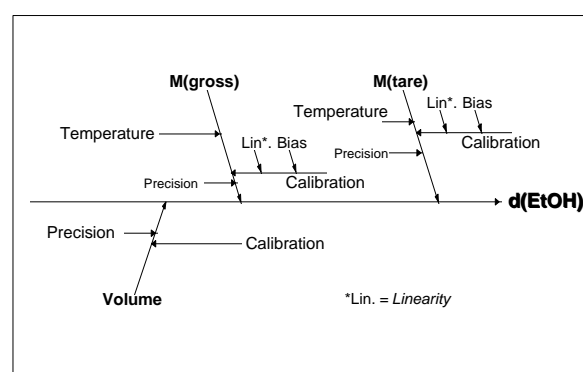 M(gross)
M(tare)
Temperature
Lin*. Bias
Temperature
Lin*. Bias
Precision
Calibration
Precision
Calibration
d(EtOH)
Precision
Calibration
Volume
*Lin. = Linearity